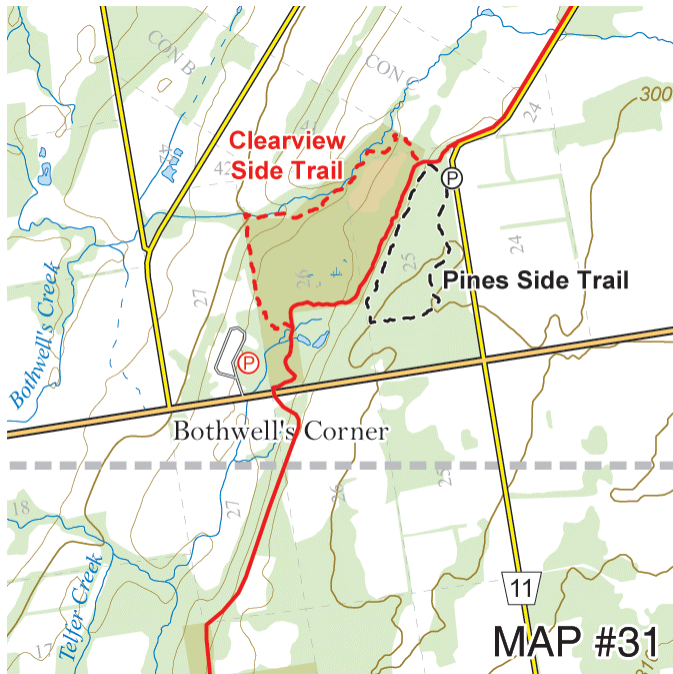 CON B
CON C
24
300
42
41
Clearview
Side Trail
P
24
25
26
27
Pines Side Trail
Bothwell's Creek
P
Bothwell's Corner
25
26
27
18
Telfer Creek
17
11
MAP #31